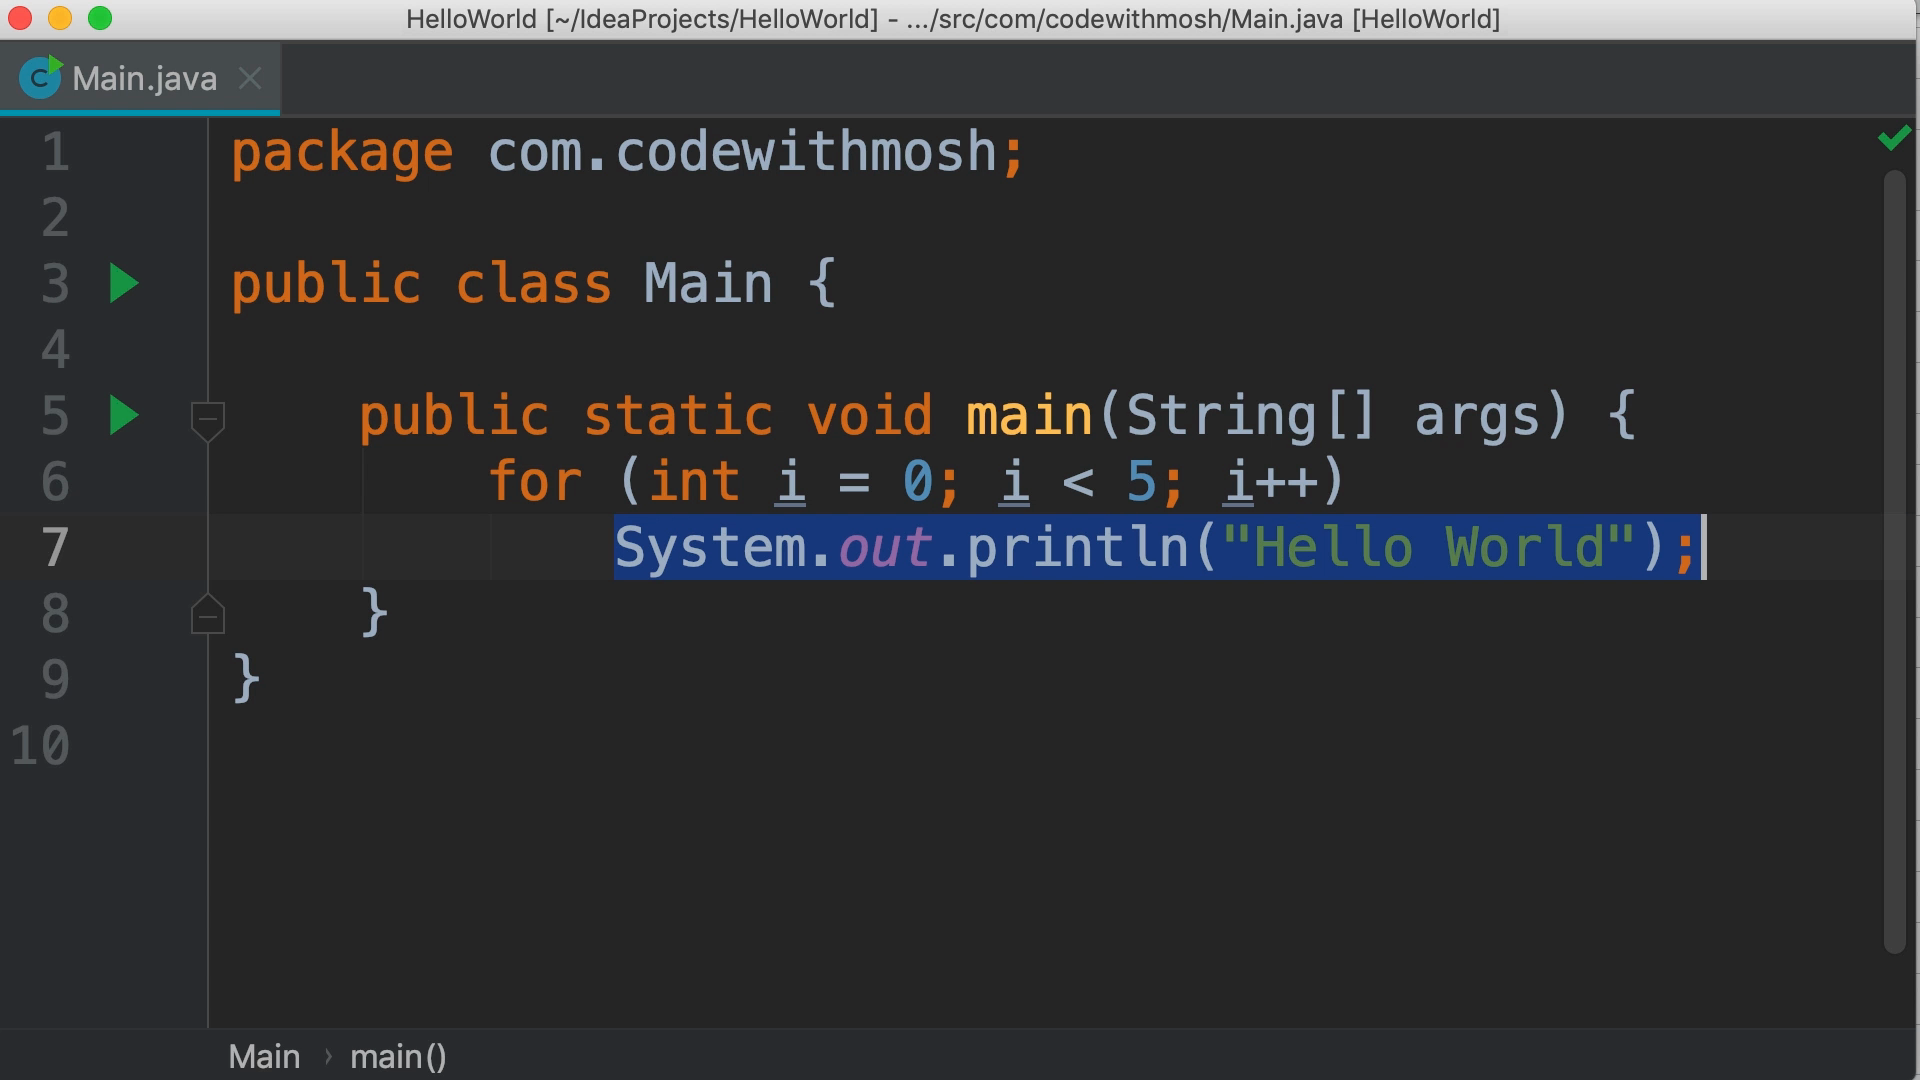 HelloWorld [~/IdeaProjects/HelloWorld] - .../src/com/codewithmosh/Main.java [HelloWorld]
C Main.java
1 package com.codewithmosh;
2
3 public class Main {
4
5 public static void main(String[] args) {
6 for (int i = 0; i < 5; i++)
7 System.out.println("Hello World");
8 }
9 }
10
Main › main()